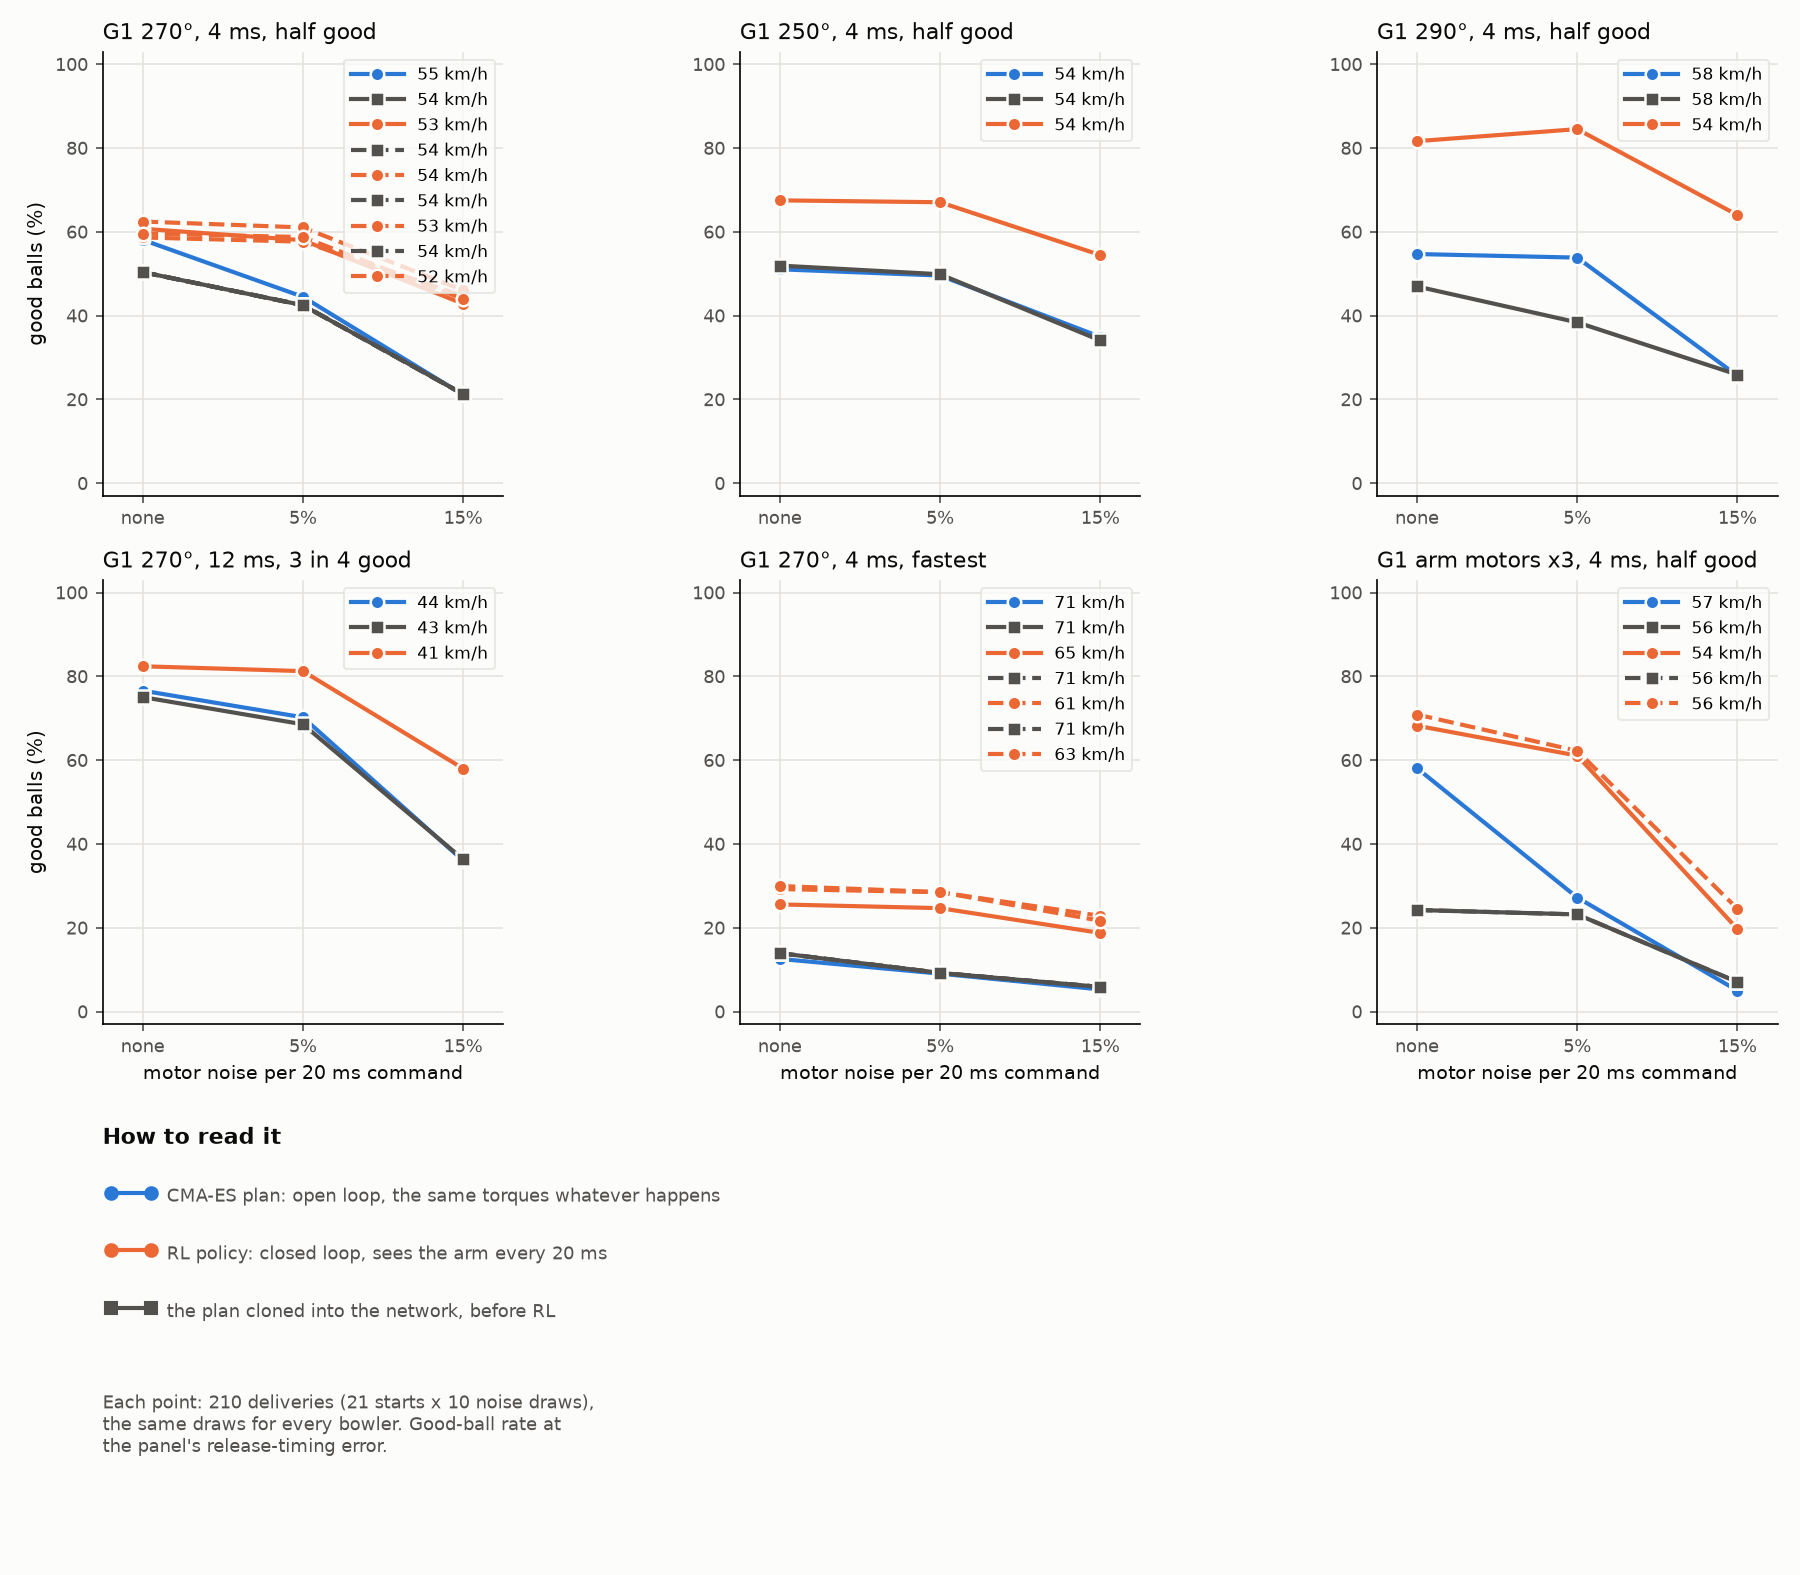 G1 270°, 4 ms, half good
good balls (%)
100
80
60
40
20
0
none
5%
15%
55 km/h
54 km/h
53 km/h
54 km/h
54 km/h
54 km/h
53 km/h
54 km/h
52 km/h
G1 250°, 4 ms, half good
100
80
60
40
20
0
none
5%
15%
54 km/h
54 km/h
54 km/h
G1 290°, 4 ms, half good
100
80
60
40
20
0
none
5%
15%
58 km/h
58 km/h
54 km/h
G1 270°, 12 ms, 3 in 4 good
good balls (%)
100
80
60
40
20
0
none
5%
15%
motor noise per 20 ms command
44 km/h
43 km/h
41 km/h
G1 270°, 4 ms, fastest
100
80
60
40
20
0
none
5%
15%
motor noise per 20 ms command
71 km/h
71 km/h
65 km/h
71 km/h
61 km/h
71 km/h
63 km/h
G1 arm motors x3, 4 ms, half good
100
80
60
40
20
0
none
5%
15%
motor noise per 20 ms command
57 km/h
56 km/h
54 km/h
56 km/h
56 km/h
How to read it
CMA-ES plan: open loop, the same torques whatever happens
RL policy: closed loop, sees the arm every 20 ms
the plan cloned into the network, before RL
Each point: 210 deliveries (21 starts x 10 noise draws),
the same draws for every bowler. Good-ball rate at
the panel's release-timing error.